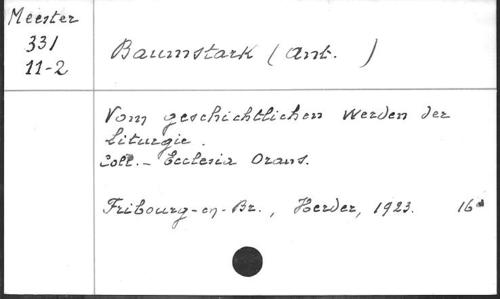 Meester
331
11-2
Baumstark (Ant. )
Vom geschichtlichen Werden der
Liturgie.
Coll.- Ecclesia Orans.
Fribourg-en-Br., Herder, 1923. 16°